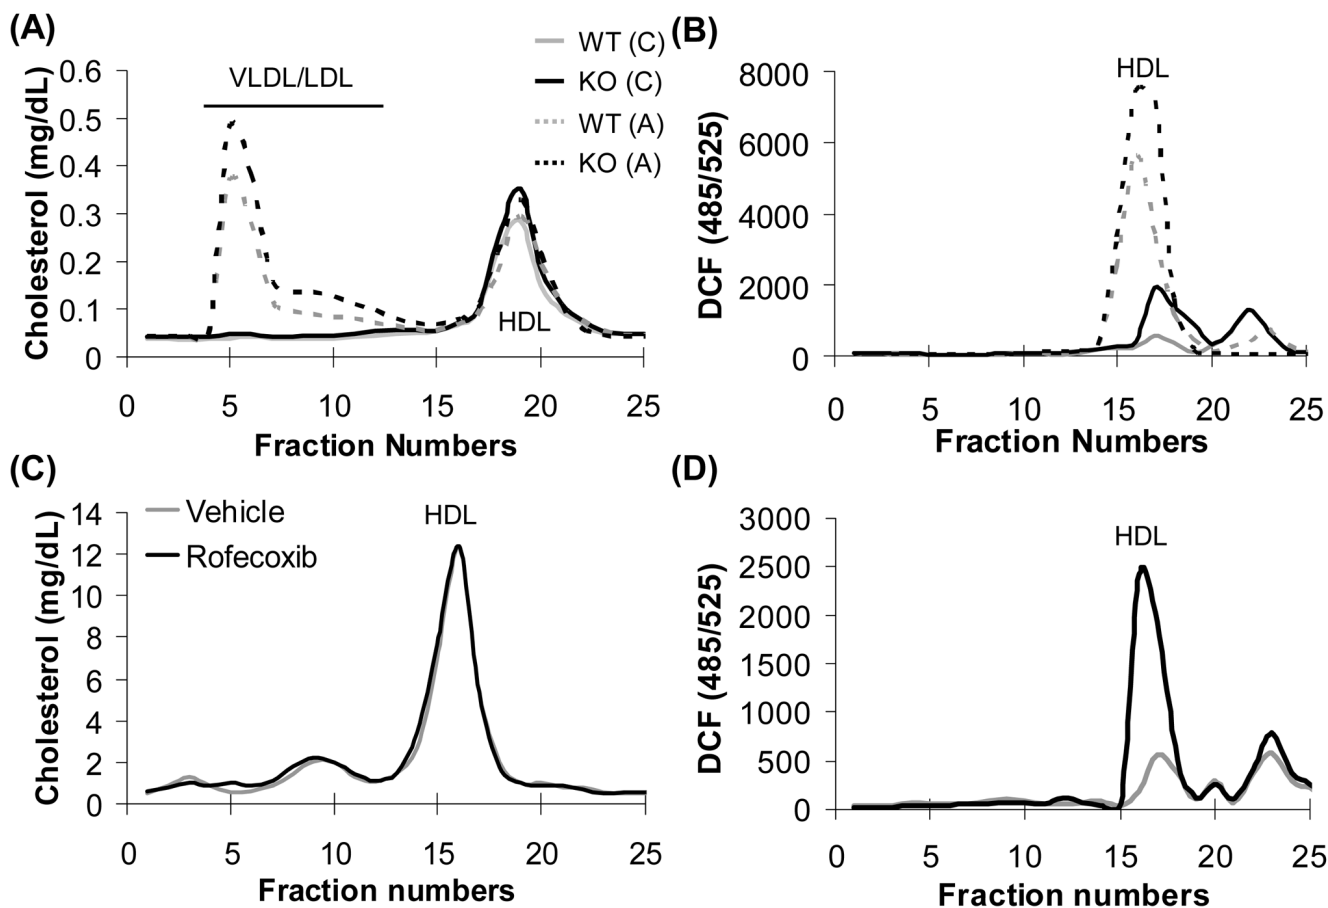 (A)
Cholesterol (mg/dL)
0.6
0.5
0.4
0.3
0.2
0.1
0
VLDL/LDL
HDL
WT (C)
KO (C)
WT (A)
KO (A)
0 5 10 15 20 25
Fraction Numbers
(B)
DCF (485/525)
8000
6000
4000
2000
0
HDL
0 5 10 15 20 25
Fraction Numbers
(C)
Cholesterol (mg/dL)
14
12
10
8
6
4
2
0
Vehicle
Rofecoxib
HDL
0 5 10 15 20 25
Fraction numbers
(D)
DCF (485/525)
3000
2500
2000
1500
1000
500
0
HDL
0 5 10 15 20 25
Fraction numbers